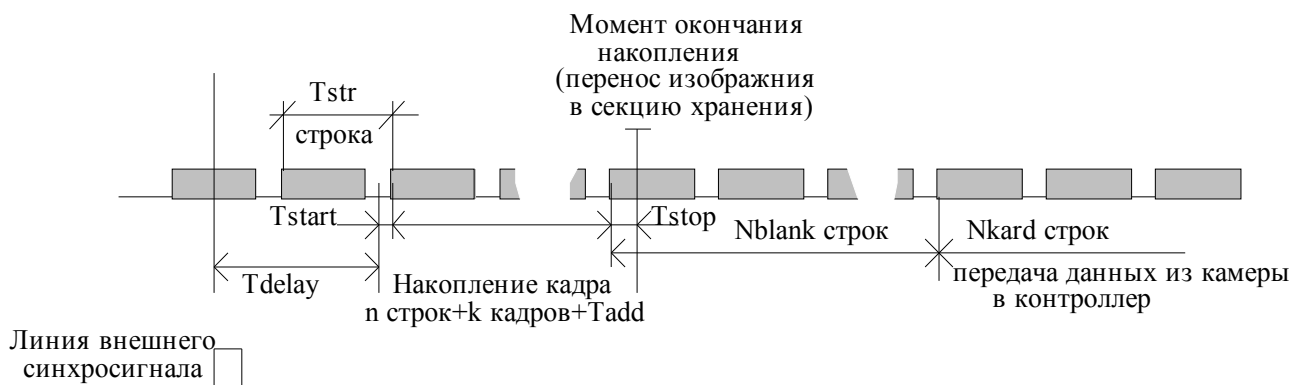 Момент окончания
накопления
(перенос изображния
в секцию хранения)
Tstr
строка
Tstart
Tstop
Nblank строк
Nkard строк
Tdelay
Накопление кадра
n строк+k кадров+Tadd
передача данных из камеры
в контроллер
Линия внешнего
синхросигнала